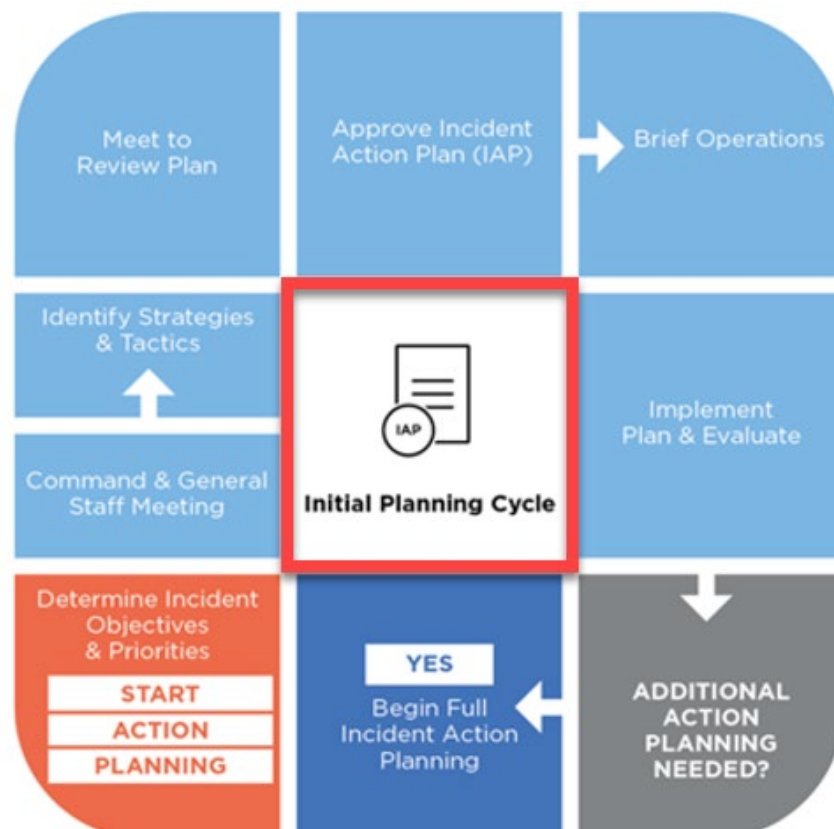 Meet to
Review Plan
Approve Incident
Action Plan (IAP)
Brief Operations
Identify Strategies
& Tactics
IAP
Initial Planning Cycle
Implement
Plan & Evaluate
Command & General
Staff Meeting
Determine Incident
Objectives
& Priorities
START
ACTION
PLANNING
YES
Begin Full
Incident Action
Planning
ADDITIONAL
ACTION
PLANNING
NEEDED?